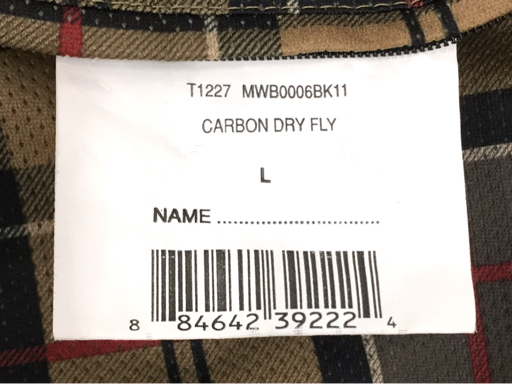 T1227 MWB0006BK11
CARBON DRY FLY
L
NAME ..............................
8 84642 39222 4